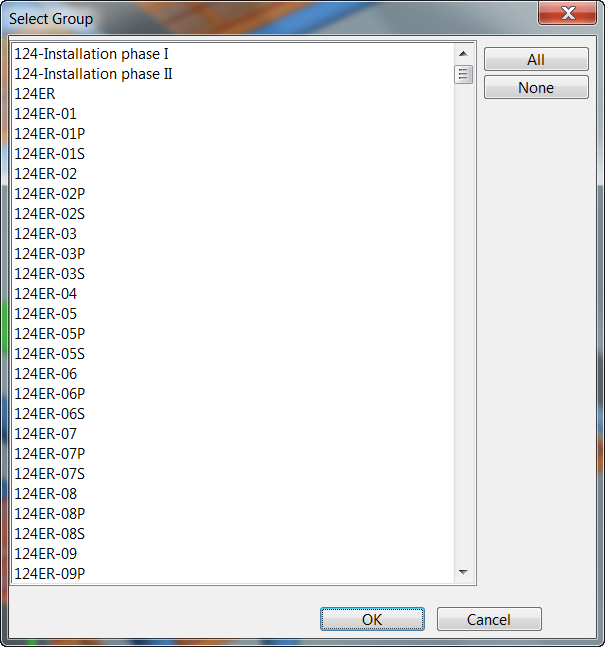 Select Group
124-Installation phase I
124-Installation phase II
124ER
124ER-01
124ER-01P
124ER-01S
124ER-02
124ER-02P
124ER-02S
124ER-03
124ER-03P
124ER-03S
124ER-04
124ER-05
124ER-05P
124ER-05S
124ER-06
124ER-06P
124ER-06S
124ER-07
124ER-07P
124ER-07S
124ER-08
124ER-08P
124ER-08S
124ER-09
124ER-09P
All
None
OK
Cancel